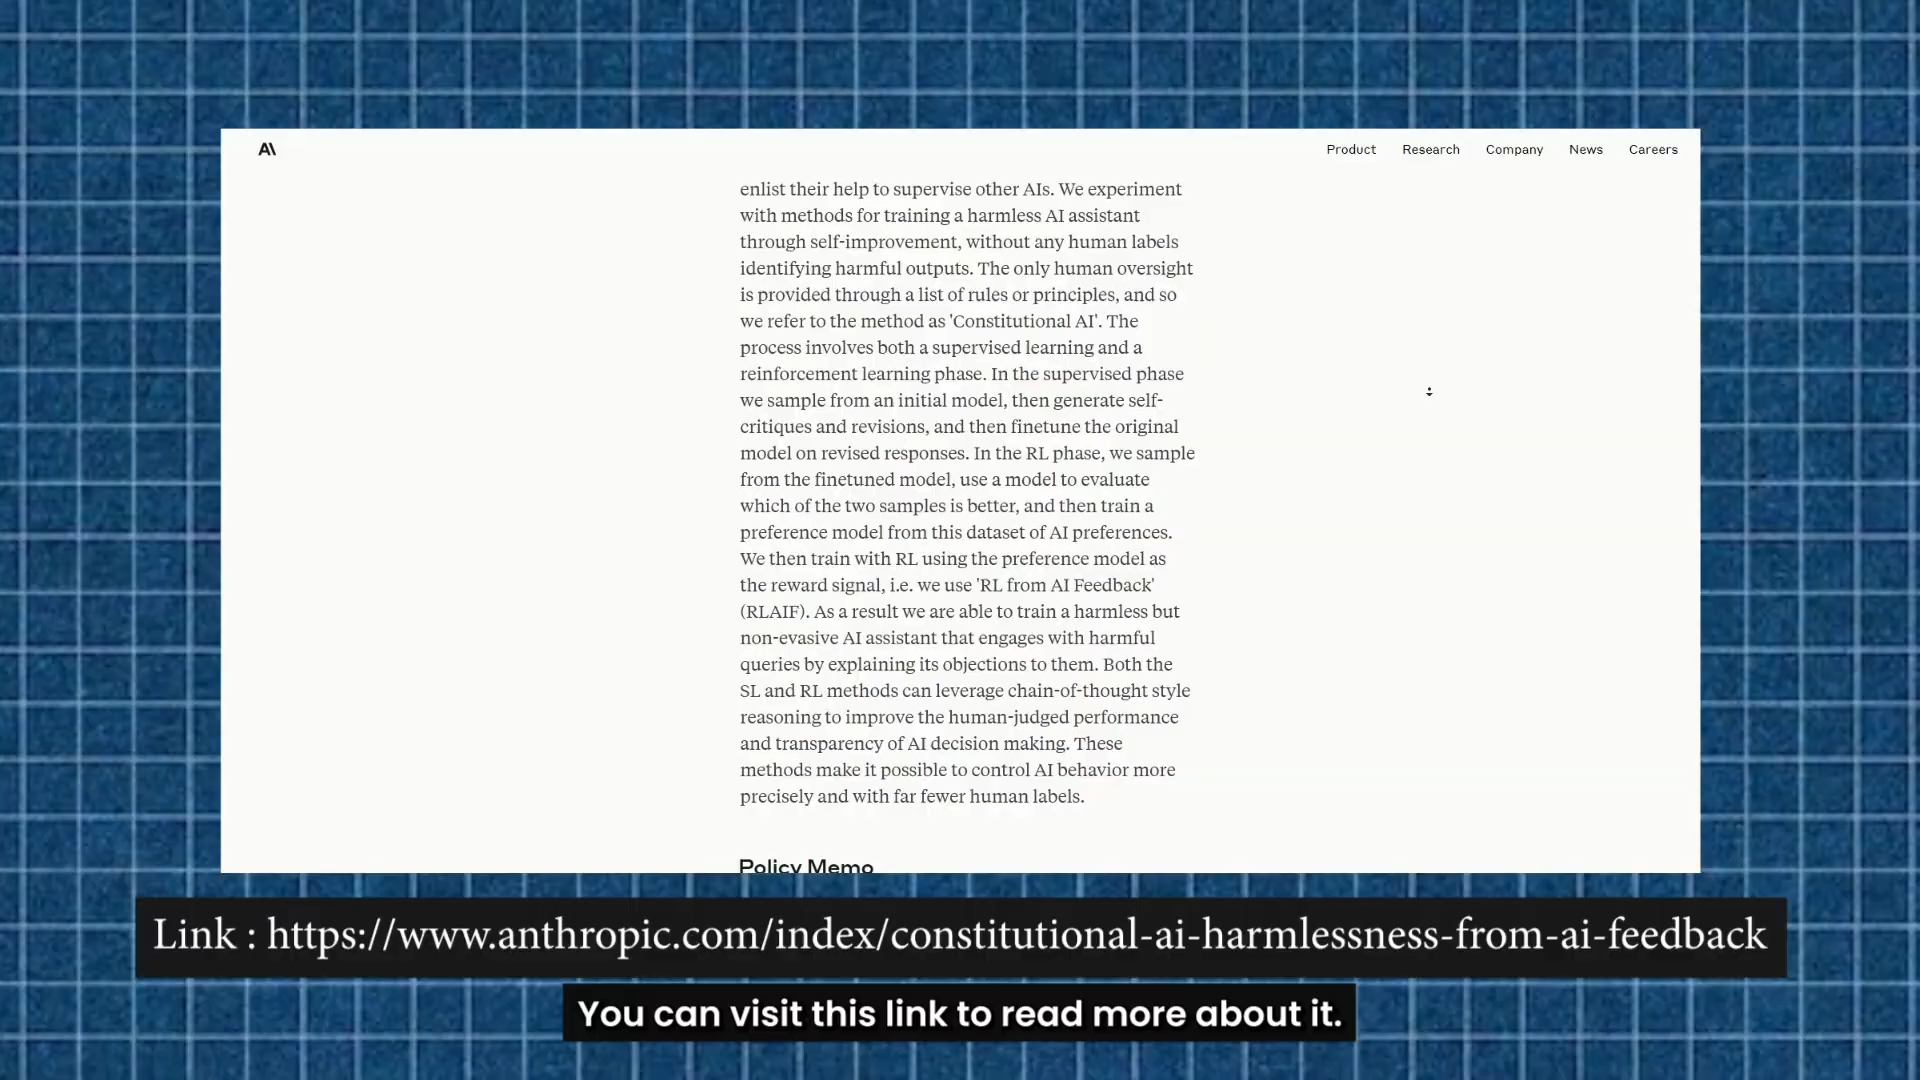 A\
Product Research Company News Careers
enlist their help to supervise other AIs. We experiment
with methods for training a harmless AI assistant
through self-improvement, without any human labels
identifying harmful outputs. The only human oversight
is provided through a list of rules or principles, and so
we refer to the method as 'Constitutional AI'. The
process involves both a supervised learning and a
reinforcement learning phase. In the supervised phase
we sample from an initial model, then generate self-
critiques and revisions, and then finetune the original
model on revised responses. In the RL phase, we sample
from the finetuned model, use a model to evaluate
which of the two samples is better, and then train a
preference model from this dataset of AI preferences.
We then train with RL using the preference model as
the reward signal, i.e. we use 'RL from AI Feedback'
(RLAIF). As a result we are able to train a harmless but
non-evasive AI assistant that engages with harmful
queries by explaining its objections to them. Both the
SL and RL methods can leverage chain-of-thought style
reasoning to improve the human-judged performance
and transparency of AI decision making. These
methods make it possible to control AI behavior more
precisely and with far fewer human labels.
Policy Memo
Link : https://www.anthropic.com/index/constitutional-ai-harmlessness-from-ai-feedback
You can visit this link to read more about it.